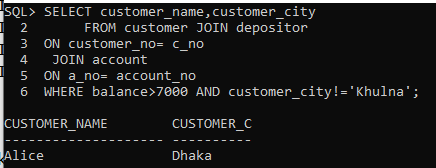 SQL> SELECT customer_name,customer_city
2 FROM customer JOIN depositor
3 ON customer_no= c_no
4 JOIN account
5 ON a_no= account_no
6 WHERE balance>7000 AND customer_city!='Khulna';
CUSTOMER_NAME CUSTOMER_C
-------------------- ----------
Alice Dhaka